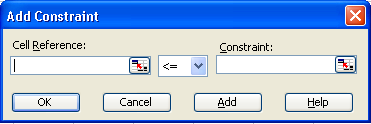 Add Constraint
Cell Reference:
Constraint:
<=
OK
Cancel
Add
Help